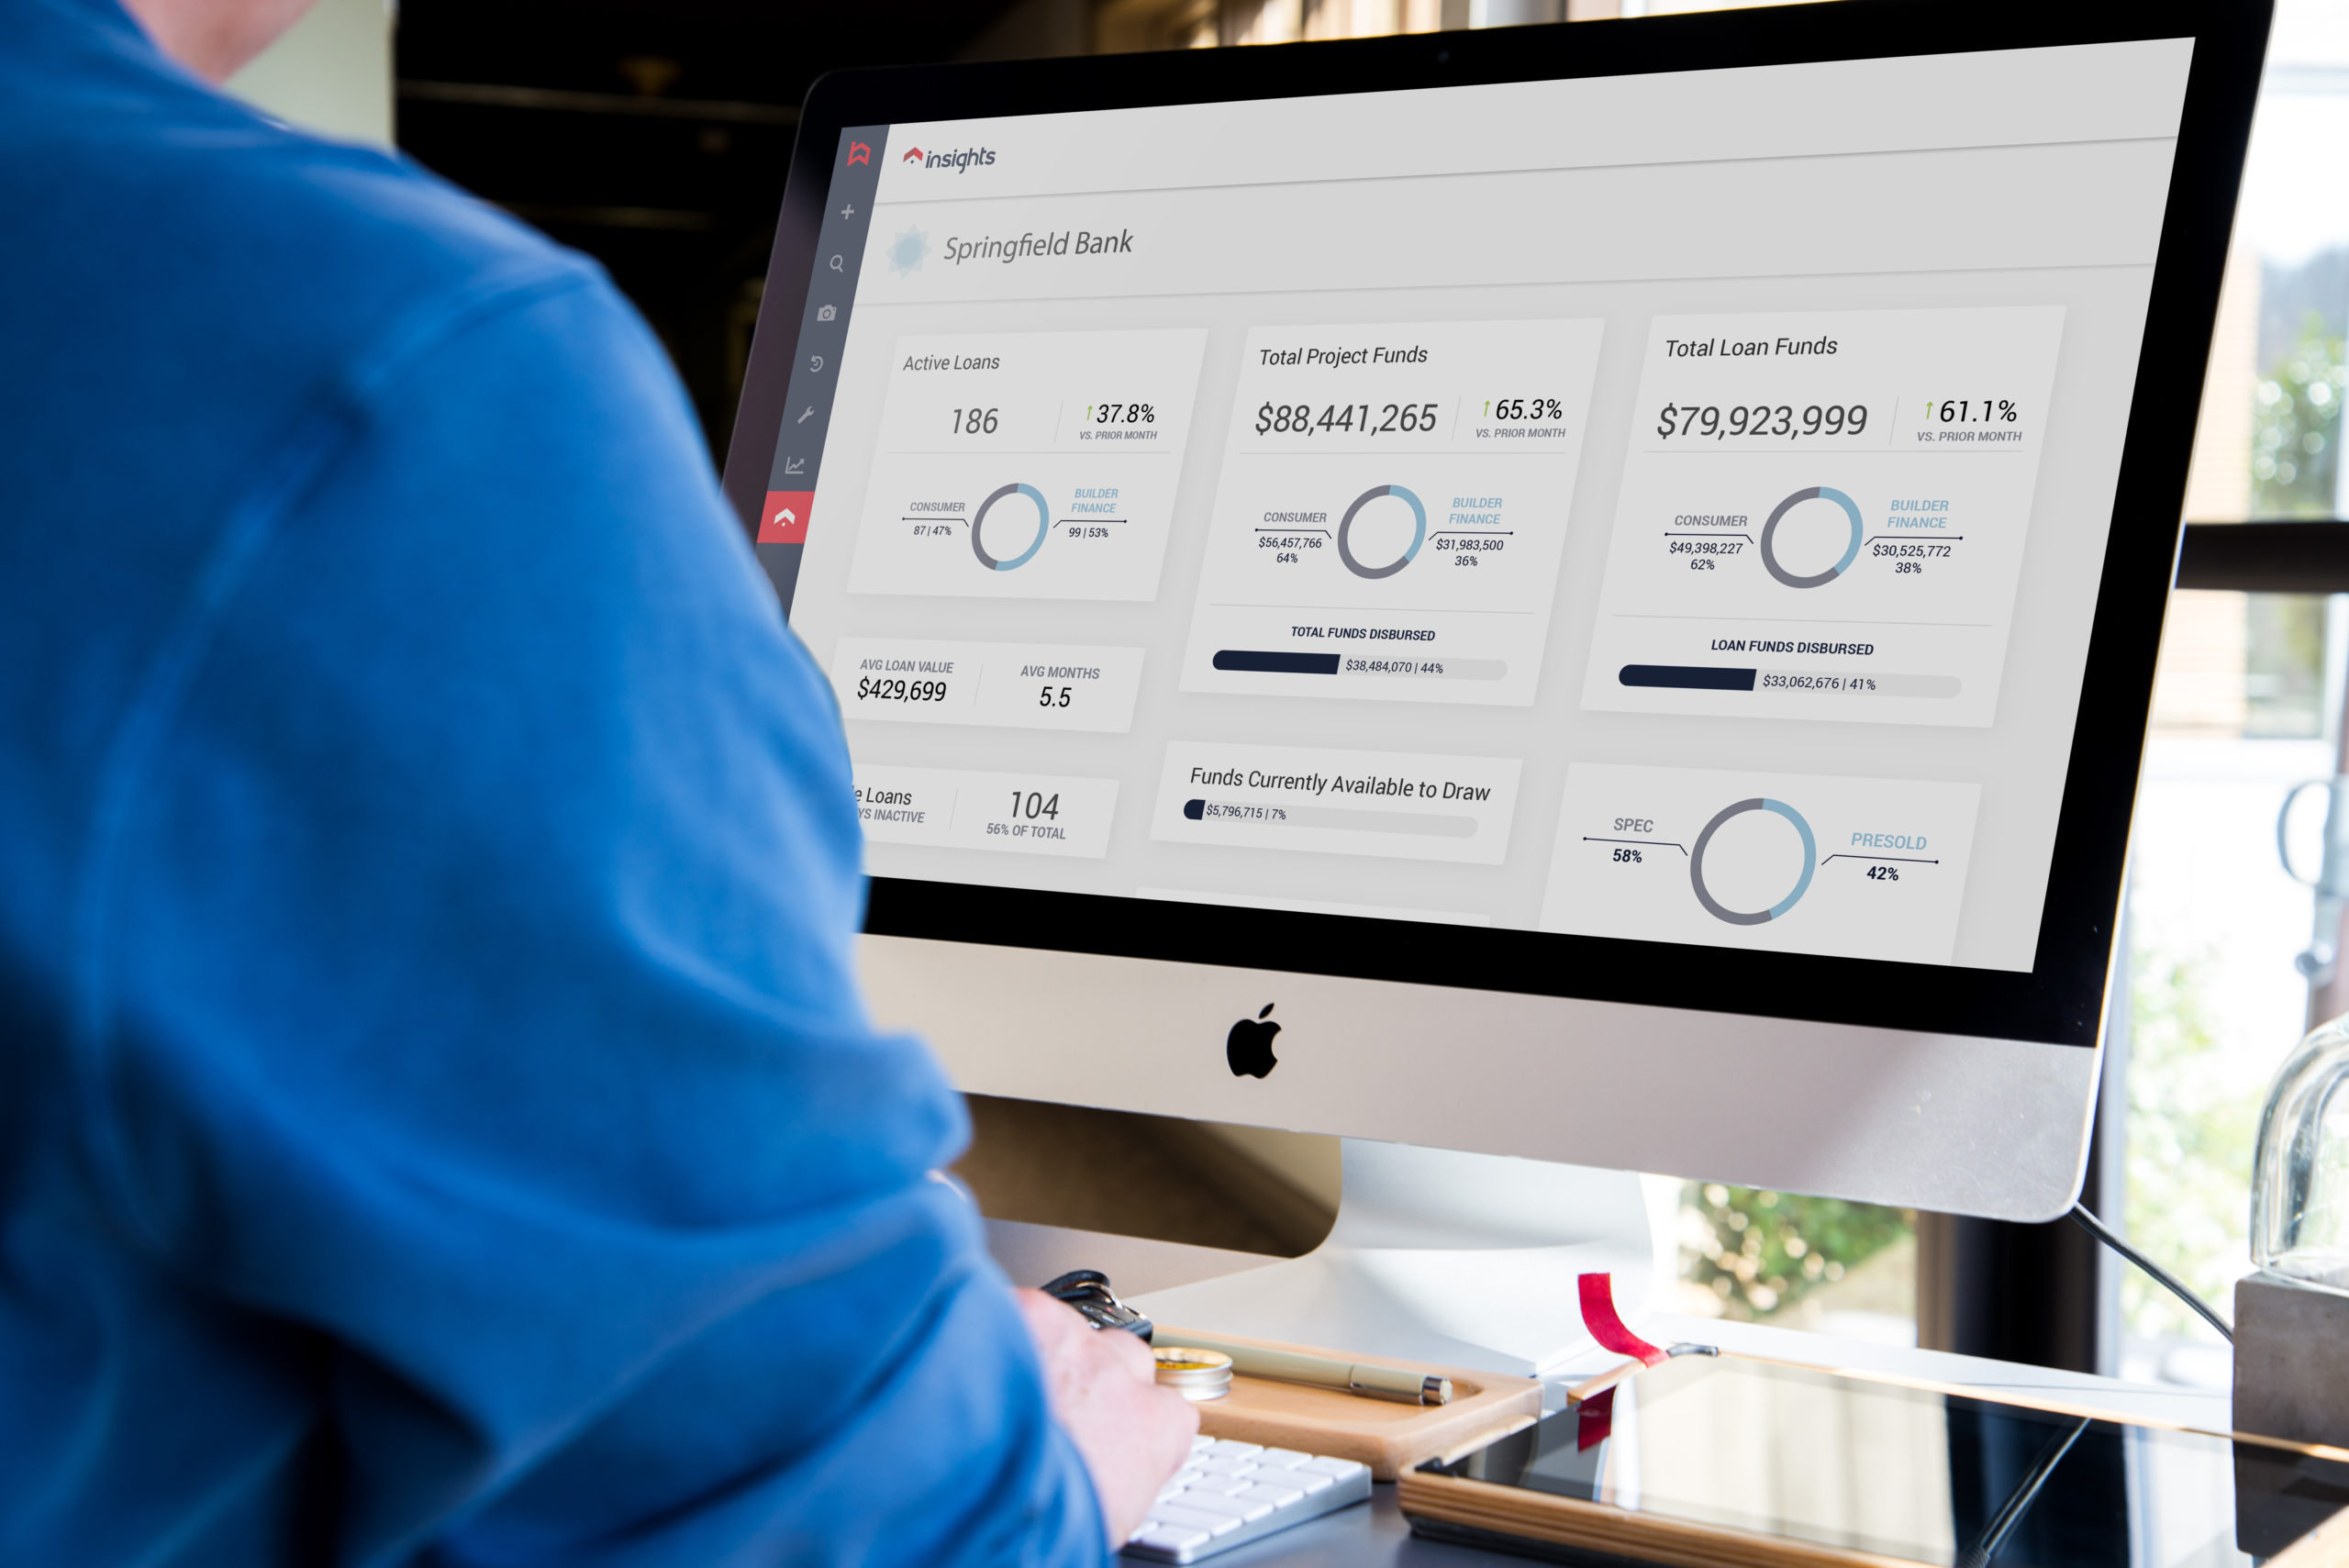 insights
Springfield Bank
Active Loans
186
↑37.8%
VS. PRIOR MONTH
CONSUMER
87 | 47%
BUILDER
FINANCE
99 | 53%
AVG LOAN VALUE
$429,699
AVG MONTHS
5.5
Loans
INACTIVE
104
56% OF TOTAL
Total Project Funds
$88,441,265
↑65.3%
VS. PRIOR MONTH
CONSUMER
$56,457,766
64%
BUILDER
FINANCE
$31,983,500
36%
TOTAL FUNDS DISBURSED
$38,484,070 | 44%
Funds Currently Available to Draw
$5,796,715 | 7%
Total Loan Funds
$79,923,999
↑61.1%
VS. PRIOR MONTH
CONSUMER
$49,398,227
62%
BUILDER
FINANCE
$30,525,772
38%
LOAN FUNDS DISBURSED
$33,062,676 | 41%
SPEC
58%
PRESOLD
42%